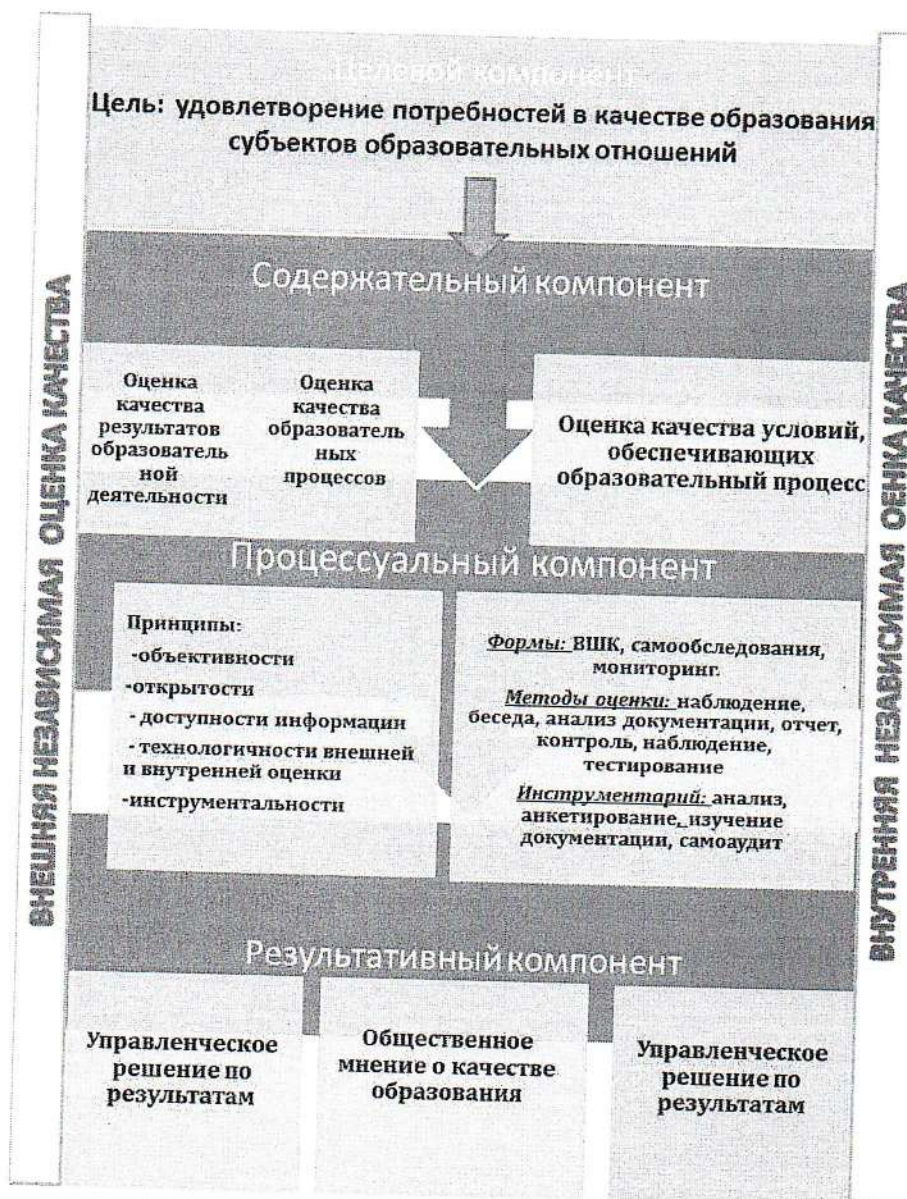 Целевой компонент
Цель: удовлетворение потребностей в качестве образования
субъектов образовательных отношений
Содержательный компонент
Оценка
качества
результатов
образователь
ной
деятельности
Оценка
качества
образователь
ных
процессов
Оценка качества условий,
обеспечивающих
образовательный процесс
Процессуальный компонент
Принципы:
-объективности
-открытости
- доступности информации
- технологичности внешней
и внутренней оценки
-инструментальности
Формы: ВШК, самообследования,
мониторинг.
Методы оценки: наблюдение,
беседа, анализ документации, отчет,
контроль, наблюдение,
тестирование
Инструментарий: анализ,
анкетирование, изучение
документации, самоаудит
Результативный компонент
Управленческое
решение по
результатам
Общественное
мнение о качестве
образования
Управленческое
решение по
результатам
ВНЕШНЯЯ НЕЗАВИСИМАЯ ОЦЕНКА КАЧЕСТВА
ВНУТРЕННЯЯ НЕЗАВИСИМАЯ ОЕНКА КАЧЕСТВА